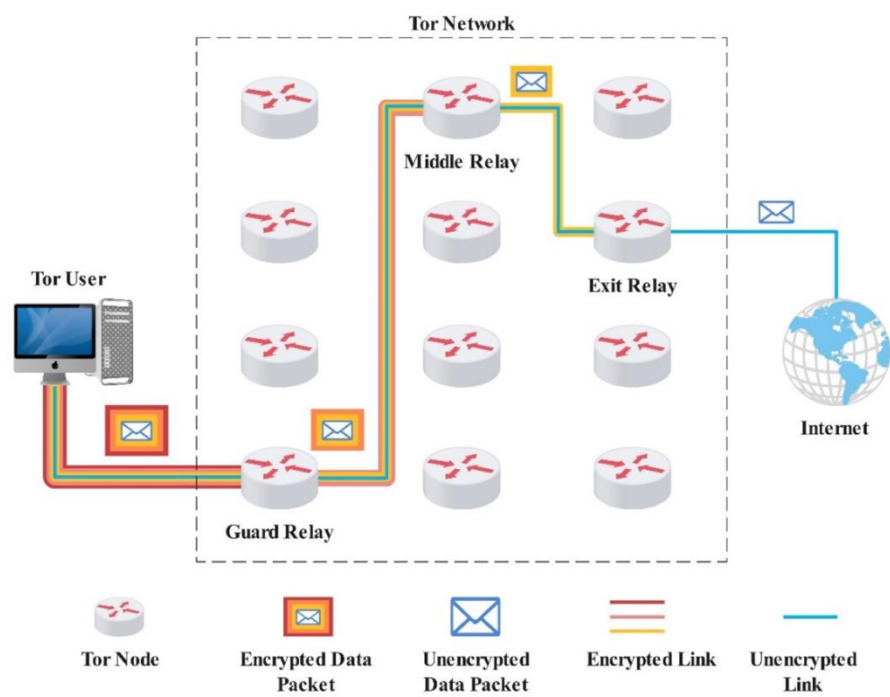 Tor Network
Middle Relay
Tor User
Exit Relay
Internet
Guard Relay
Tor Node
Encrypted Data
Packet
Unencrypted
Data Packet
Encrypted Link
Unencrypted
Link